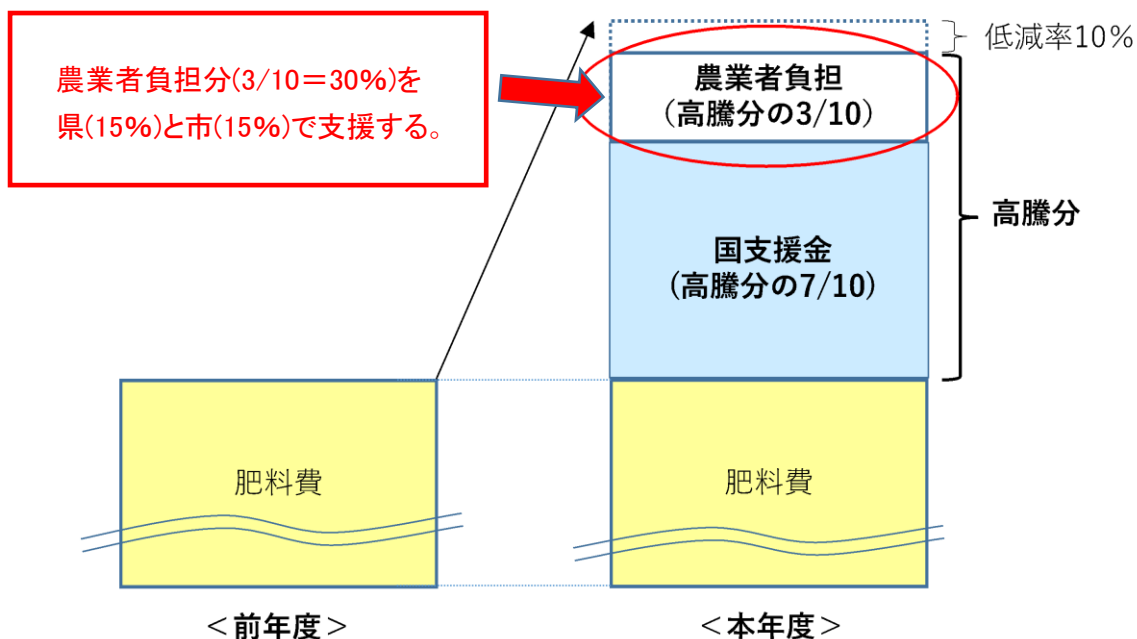 農業者負担分(3/10＝30%)を
県(15%)と市(15%)で支援する。
低減率10%
農業者負担
(高騰分の3/10)
高騰分
国支援金
(高騰分の7/10)
肥料費
肥料費
＜前年度＞
＜本年度＞